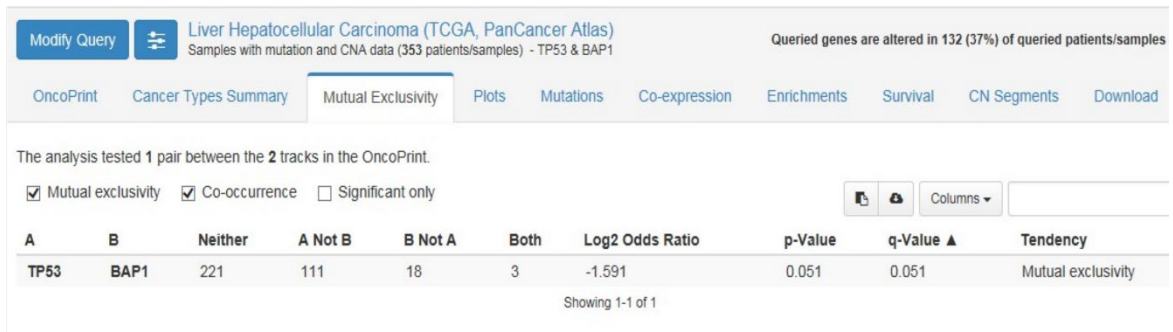 Modify Query
Liver Hepatocellular Carcinoma (TCGA, PanCancer Atlas)
Samples with mutation and CNA data (353 patients/samples) - TP53 & BAP1
Queried genes are altered in 132 (37%) of queried patients/samples
OncoPrint Cancer Types Summary Mutual Exclusivity Plots Mutations Co-expression Enrichments Survival CN Segments Download
The analysis tested 1 pair between the 2 tracks in the OncoPrint.
Mutual exclusivity Co-occurrence Significant only
Columns
A B Neither A Not B B Not A Both Log2 Odds Ratio p-Value q-Value ▲ Tendency
TP53 BAP1 221 111 18 3 -1.591 0.051 0.051 Mutual exclusivity
Showing 1-1 of 1